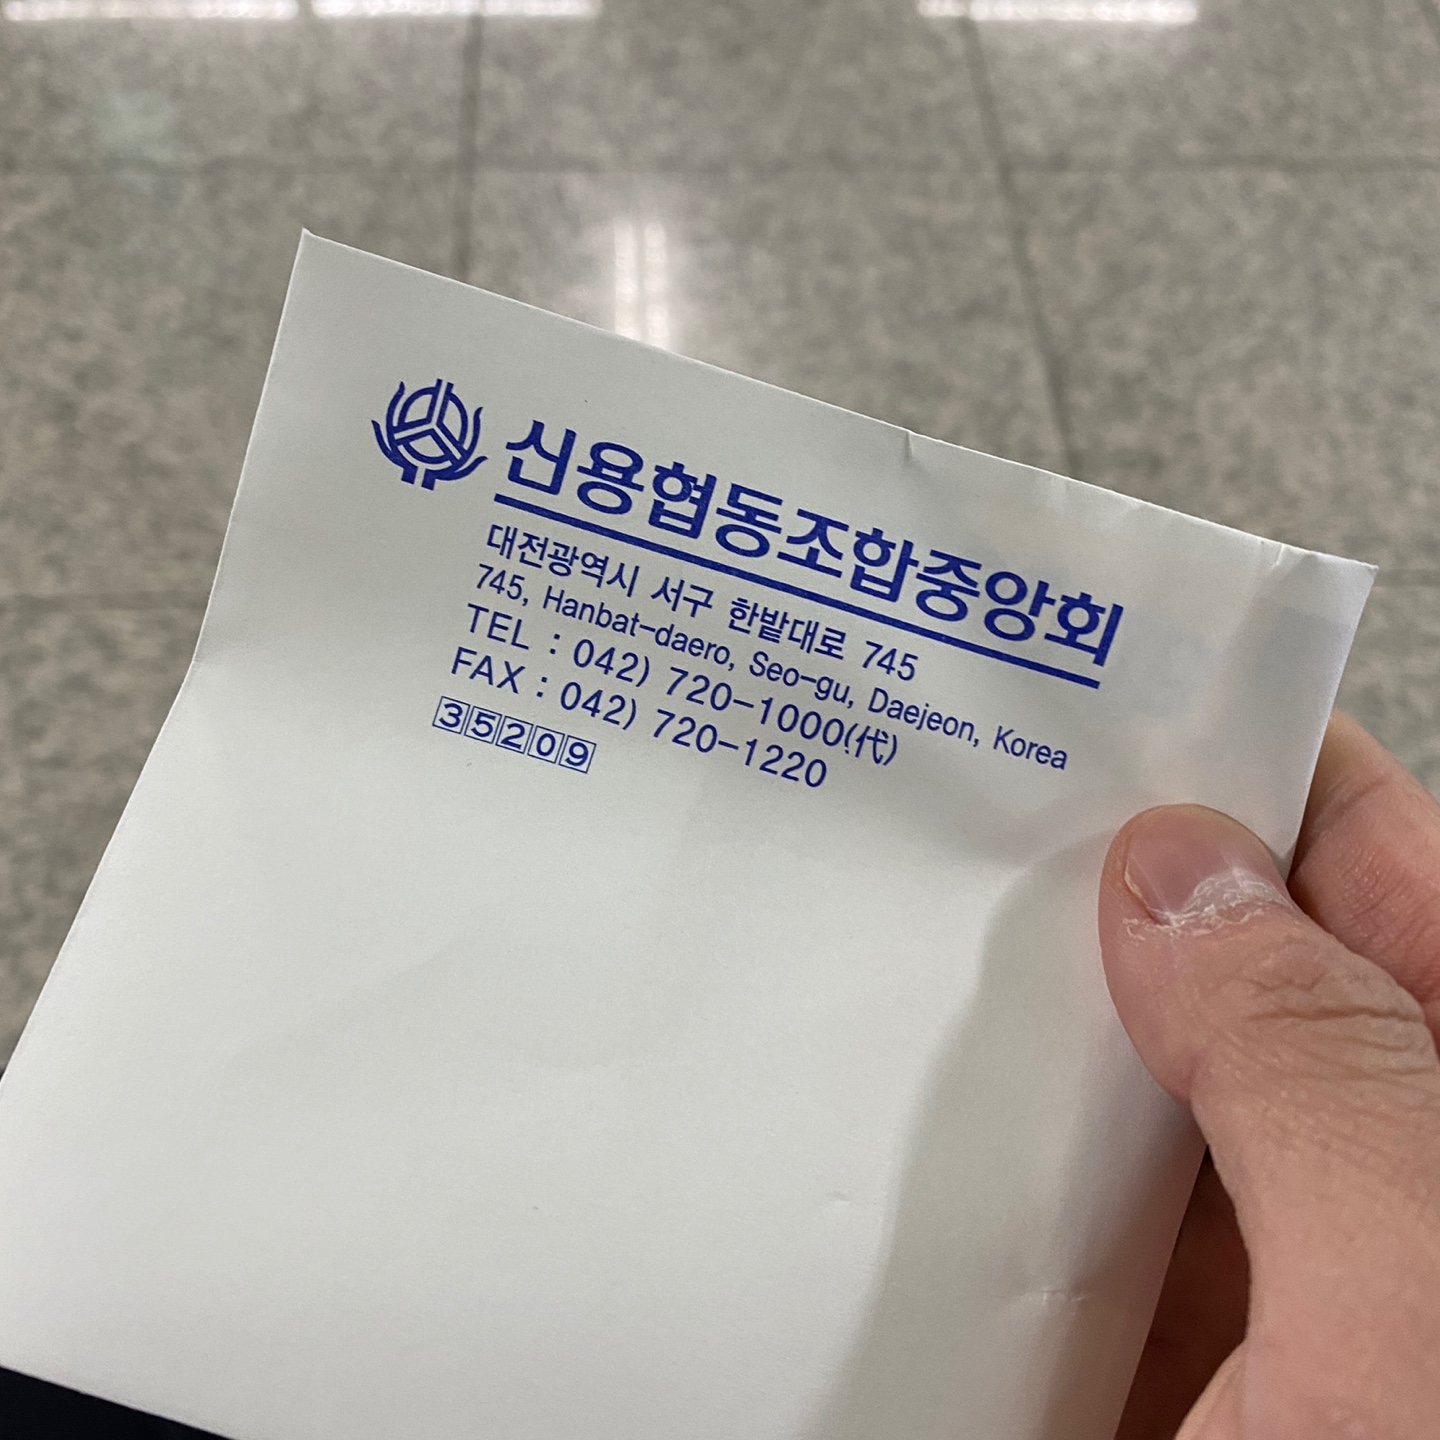 신용협동조합중앙회
대전광역시 서구 한밭대로 745
745, Hanbat-daero, Seo-gu, Daejeon, Korea
TEL : 042) 720-1000(代)
FAX : 042) 720-1220
35209